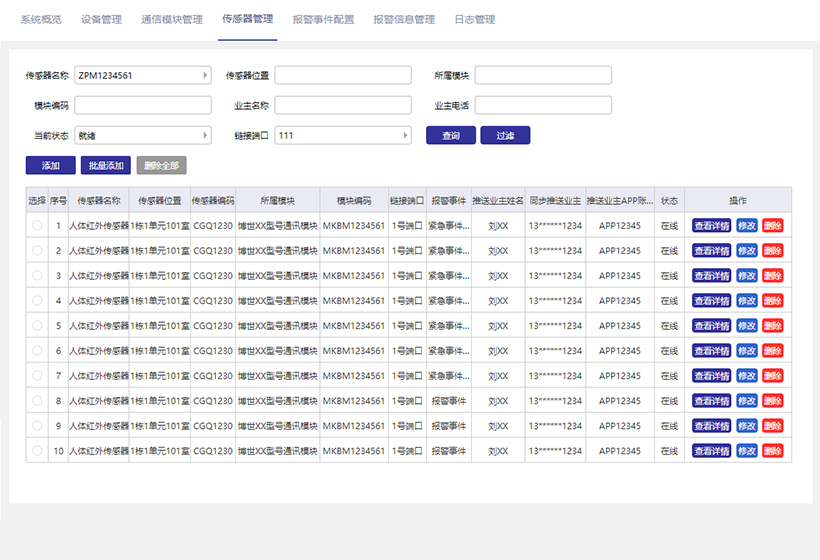 系统概览 设备管理 通信模块管理 传感器管理 报警事件配置 报警信息管理 日志管理
传感器名称 ZPM1234561 传感器位置 所属模块
模块编码 业主名称 业主电话
当前状态 就绪 链接端口 111 查询 过滤
添加 批量添加 删除全部
选择 序号 传感器名称 传感器位置 传感器编码 所属模块 模块编码 链接端口 报警事件 推送业主姓名 同步推送业主 推送业主APP账... 状态 操作
1 人体红外传感器 1栋1单元101室 CGQ1230 博世XX型号通讯模块 MKBM1234561 1号端口 紧急事件... 刘XX 13******1234 APP12345 在线 查看详情 修改 删除
2 人体红外传感器 1栋1单元101室 CGQ1230 博世XX型号通讯模块 MKBM1234561 1号端口 紧急事件... 刘XX 13******1234 APP12345 在线 查看详情 修改 删除
3 人体红外传感器 1栋1单元101室 CGQ1230 博世XX型号通讯模块 MKBM1234561 1号端口 紧急事件... 刘XX 13******1234 APP12345 在线 查看详情 修改 删除
4 人体红外传感器 1栋1单元101室 CGQ1230 博世XX型号通讯模块 MKBM1234561 1号端口 紧急事件... 刘XX 13******1234 APP12345 在线 查看详情 修改 删除
5 人体红外传感器 1栋1单元101室 CGQ1230 博世XX型号通讯模块 MKBM1234561 1号端口 紧急事件... 刘XX 13******1234 APP12345 在线 查看详情 修改 删除
6 人体红外传感器 1栋1单元101室 CGQ1230 博世XX型号通讯模块 MKBM1234561 1号端口 紧急事件... 刘XX 13******1234 APP12345 在线 查看详情 修改 删除
7 人体红外传感器 1栋1单元101室 CGQ1230 博世XX型号通讯模块 MKBM1234561 1号端口 紧急事件... 刘XX 13******1234 APP12345 在线 查看详情 修改 删除
8 人体红外传感器 1栋1单元101室 CGQ1230 博世XX型号通讯模块 MKBM1234561 1号端口 报警事件 刘XX 13******1234 APP12345 在线 查看详情 修改 删除
9 人体红外传感器 1栋1单元101室 CGQ1230 博世XX型号通讯模块 MKBM1234561 1号端口 报警事件 刘XX 13******1234 APP12345 在线 查看详情 修改 删除
10 人体红外传感器 1栋1单元101室 CGQ1230 博世XX型号通讯模块 MKBM1234561 1号端口 报警事件 刘XX 13******1234 APP12345 在线 查看详情 修改 删除